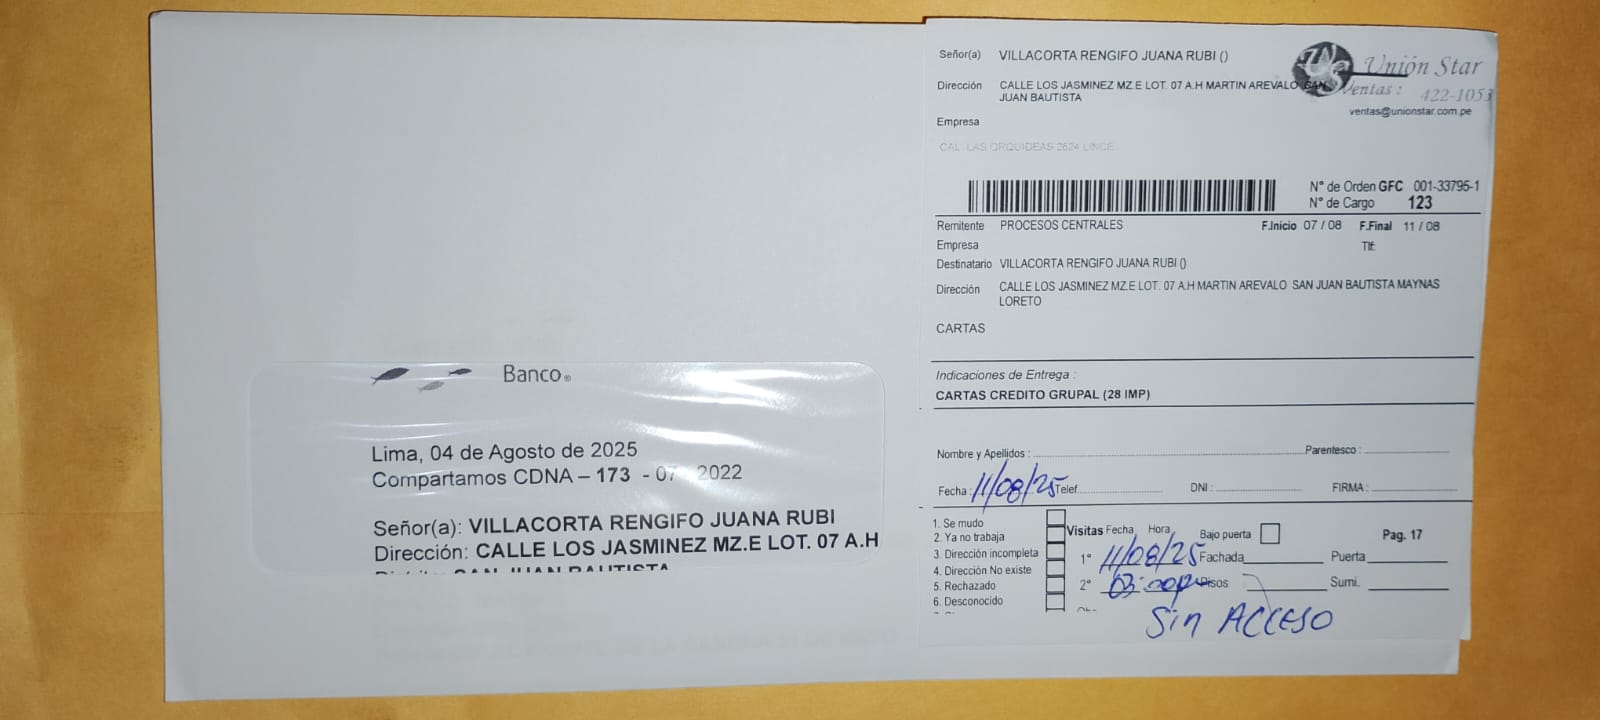 Señor(a) VILLACORTA RENGIFO JUANA RUBI ()
Unión Star
Dirección CALLE LOS JASMINEZ MZ.E LOT. 07 A.H MARTIN AREVALO SAN
JUAN BAUTISTA
Ventas : 422-1053
ventas@unionstar.com.pe
Empresa
CAL. LAS ORQUIDEAS 2624 LINCE
N° de Orden GFC 001-33795-1
N° de Cargo 123
Remitente PROCESOS CENTRALES F.Inicio 07 / 08 F.Final 11 / 08
Empresa Tlf:
Destinatario VILLACORTA RENGIFO JUANA RUBI ()
Dirección CALLE LOS JASMINEZ MZ.E LOT. 07 A.H MARTIN AREVALO SAN JUAN BAUTISTA MAYNAS
LORETO
CARTAS
Indicaciones de Entrega :
CARTAS CREDITO GRUPAL (28 IMP)
Nombre y Apellidos : Parentesco :
Fecha : 11/08/25 Telef. DNI : FIRMA :
1. Se mudo
2. Ya no trabaja
3. Dirección incompleta
4. Dirección No existe
5. Rechazado
6. Desconocido
Visitas Fecha Hora Bajo puerta Pag. 17
1° 11/08/25 Fachada Puerta
2° 03:00p Pisos Sumi.
Sin ACCESO
Banco
Lima, 04 de Agosto de 2025
Compartamos CDNA – 173 - 07 2022
Señor(a): VILLACORTA RENGIFO JUANA RUBI
Dirección: CALLE LOS JASMINEZ MZ.E LOT. 07 A.H
SAN JUAN BAUTISTA